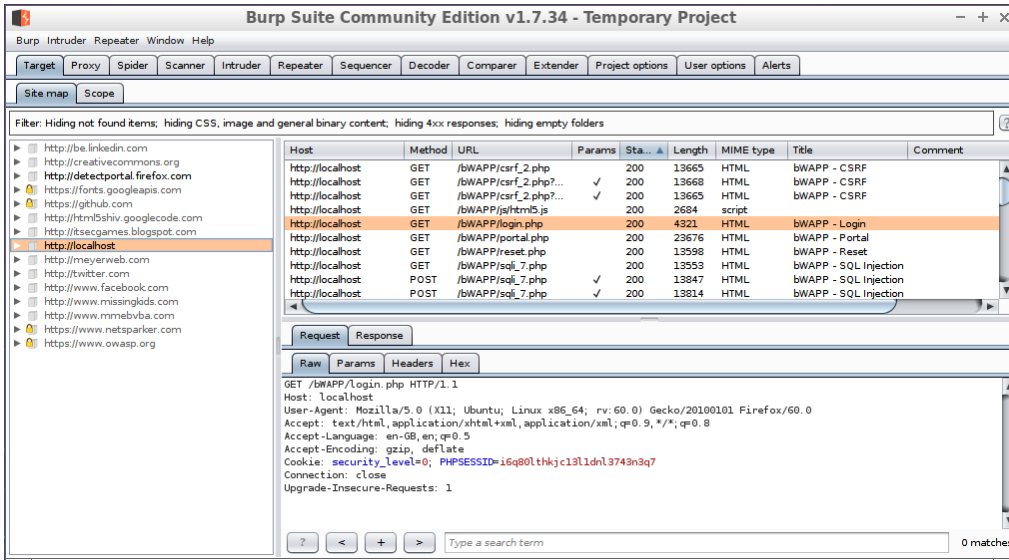 Burp Suite Community Edition v1.7.34 - Temporary Project
Burp Intruder Repeater Window Help
Target Proxy Spider Scanner Intruder Repeater Sequencer Decoder Comparer Extender Project options User options Alerts
Site map Scope
Filter: Hiding not found items; hiding CSS, image and general binary content; hiding 4xx responses; hiding empty folders ?
http://be.linkedin.com
http://creativecommons.org
http://detectportal.firefox.com
https://fonts.googleapis.com
https://github.com
http://html5shiv.googlecode.com
http://itsecgames.blogspot.com
http://localhost
http://meyerweb.com
http://twitter.com
http://www.facebook.com
http://www.missingkids.com
http://www.mmebvba.com
https://www.netsparker.com
https://www.owasp.org
Host Method URL Params Sta... Length MIME type Title Comment
http://localhost GET /bWAPP/csrf_2.php 200 13665 HTML bWAPP - CSRF
http://localhost GET /bWAPP/csrf_2.php?... ✓ 200 13668 HTML bWAPP - CSRF
http://localhost GET /bWAPP/csrf_2.php?... ✓ 200 13665 HTML bWAPP - CSRF
http://localhost GET /bWAPP/js/html5.js 200 2684 script
http://localhost GET /bWAPP/login.php 200 4321 HTML bWAPP - Login
http://localhost GET /bWAPP/portal.php 200 23676 HTML bWAPP - Portal
http://localhost GET /bWAPP/reset.php 200 13598 HTML bWAPP - Reset
http://localhost GET /bWAPP/sqli_7.php 200 13553 HTML bWAPP - SQL Injection
http://localhost POST /bWAPP/sqli_7.php ✓ 200 13847 HTML bWAPP - SQL Injection
http://localhost POST /bWAPP/sqli_7.php ✓ 200 13814 HTML bWAPP - SQL Injection
Request Response
Raw Params Headers Hex
GET /bWAPP/login.php HTTP/1.1
Host: localhost
User-Agent: Mozilla/5.0 (X11; Ubuntu; Linux x86_64; rv:60.0) Gecko/20100101 Firefox/60.0
Accept: text/html,application/xhtml+xml,application/xml;q=0.9,*/*;q=0.8
Accept-Language: en-GB,en;q=0.5
Accept-Encoding: gzip, deflate
Cookie: security_level=0; PHPSESSID=i6q80lthkjc13l1dnl3743n3q7
Connection: close
Upgrade-Insecure-Requests: 1
? < + > Type a search term 0 matches